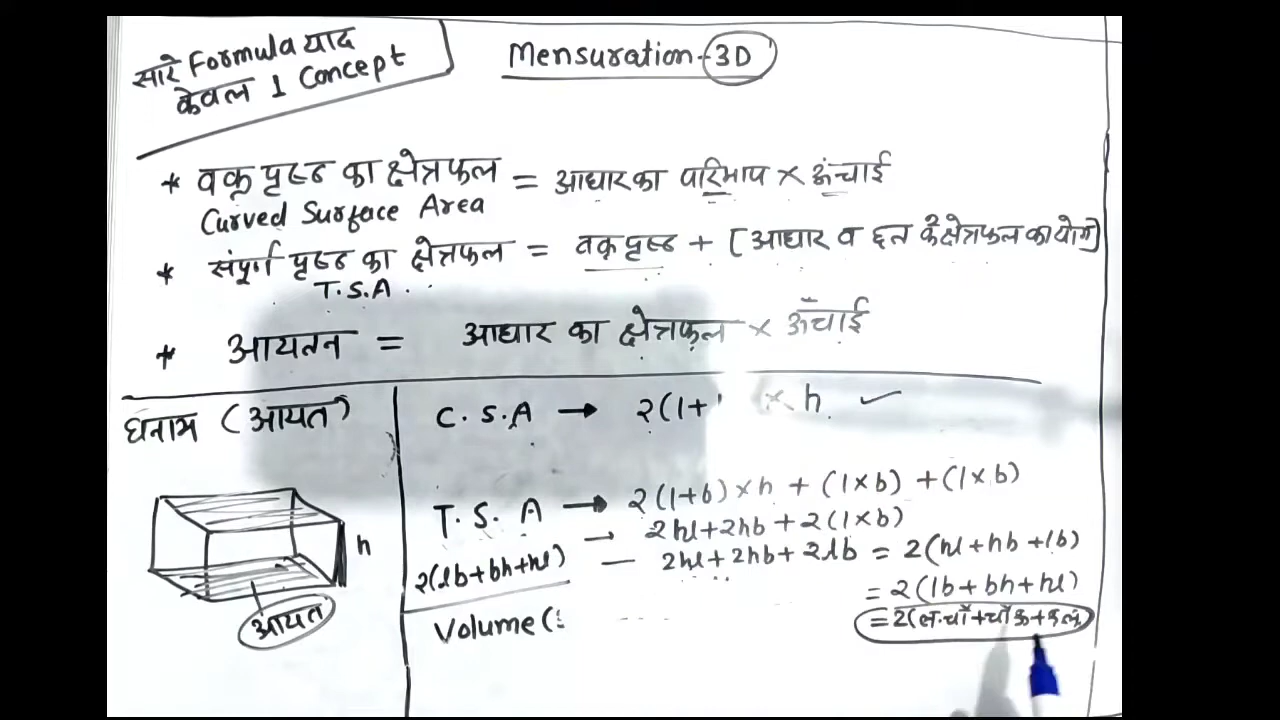 सारे Formula याद
केवल 1 Concept
Mensuration - 3D
* वक्र पृष्ठ का क्षेत्रफल = आधार का परिमाप × ऊंचाई
Curved Surface Area
* संपूर्ण पृष्ठ का क्षेत्रफल = वक्र पृष्ठ + [आधार व छत के क्षेत्रफल का योग]
T.S.A.
* आयतन = आधार का क्षेत्रफल × ऊँचाई
घनाभ (आयत)
C.S.A → 2(l+ × h ✓
T.S.A → 2(l+b)×h + (l×b) + (l×b)
→ 2hl+2hb+2(l×b)
2(lb+bh+hl) — 2hl+2hb+2lb = 2(hl+hb+lb)
= 2(lb+bh+hl)
h
आयत
Volume (